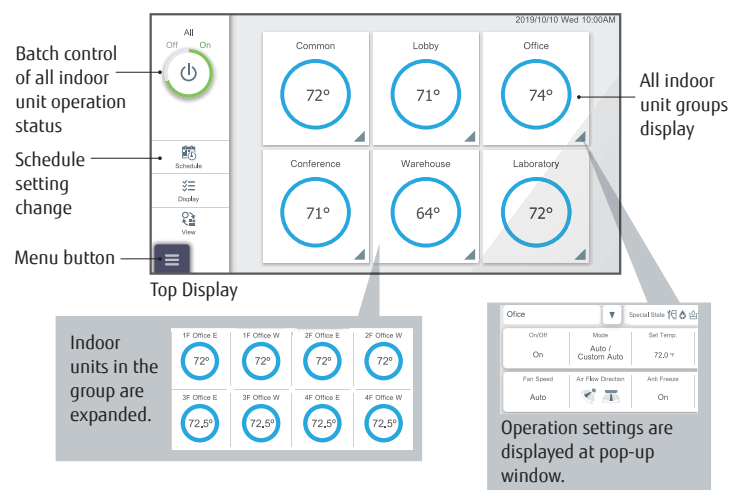 2019/10/10 Wed 10:00AM
All
Off On
Batch control
of all indoor
unit operation
status
Schedule
setting
change
Menu button
Schedule
Display
View
Common
72°
Lobby
71°
Office
74°
Conference
71°
Warehouse
64°
Laboratory
72°
All indoor
unit groups
display
Top Display
Indoor
units in the
group are
expanded.
1F Office E
72°
1F Office W
72°
2F Office E
72°
2F Office W
72°
3F Office E
72.5°
3F Office W
72.5°
4F Office E
72.5°
4F Office W
72.5°
Ofice
Special State
On/Off
On
Mode
Auto /
Custom Auto
Set Temp.
72.0 °F
Fan Speed
Auto
Air Flow Direction
Anti Freeze
On
Operation settings are
displayed at pop-up
window.